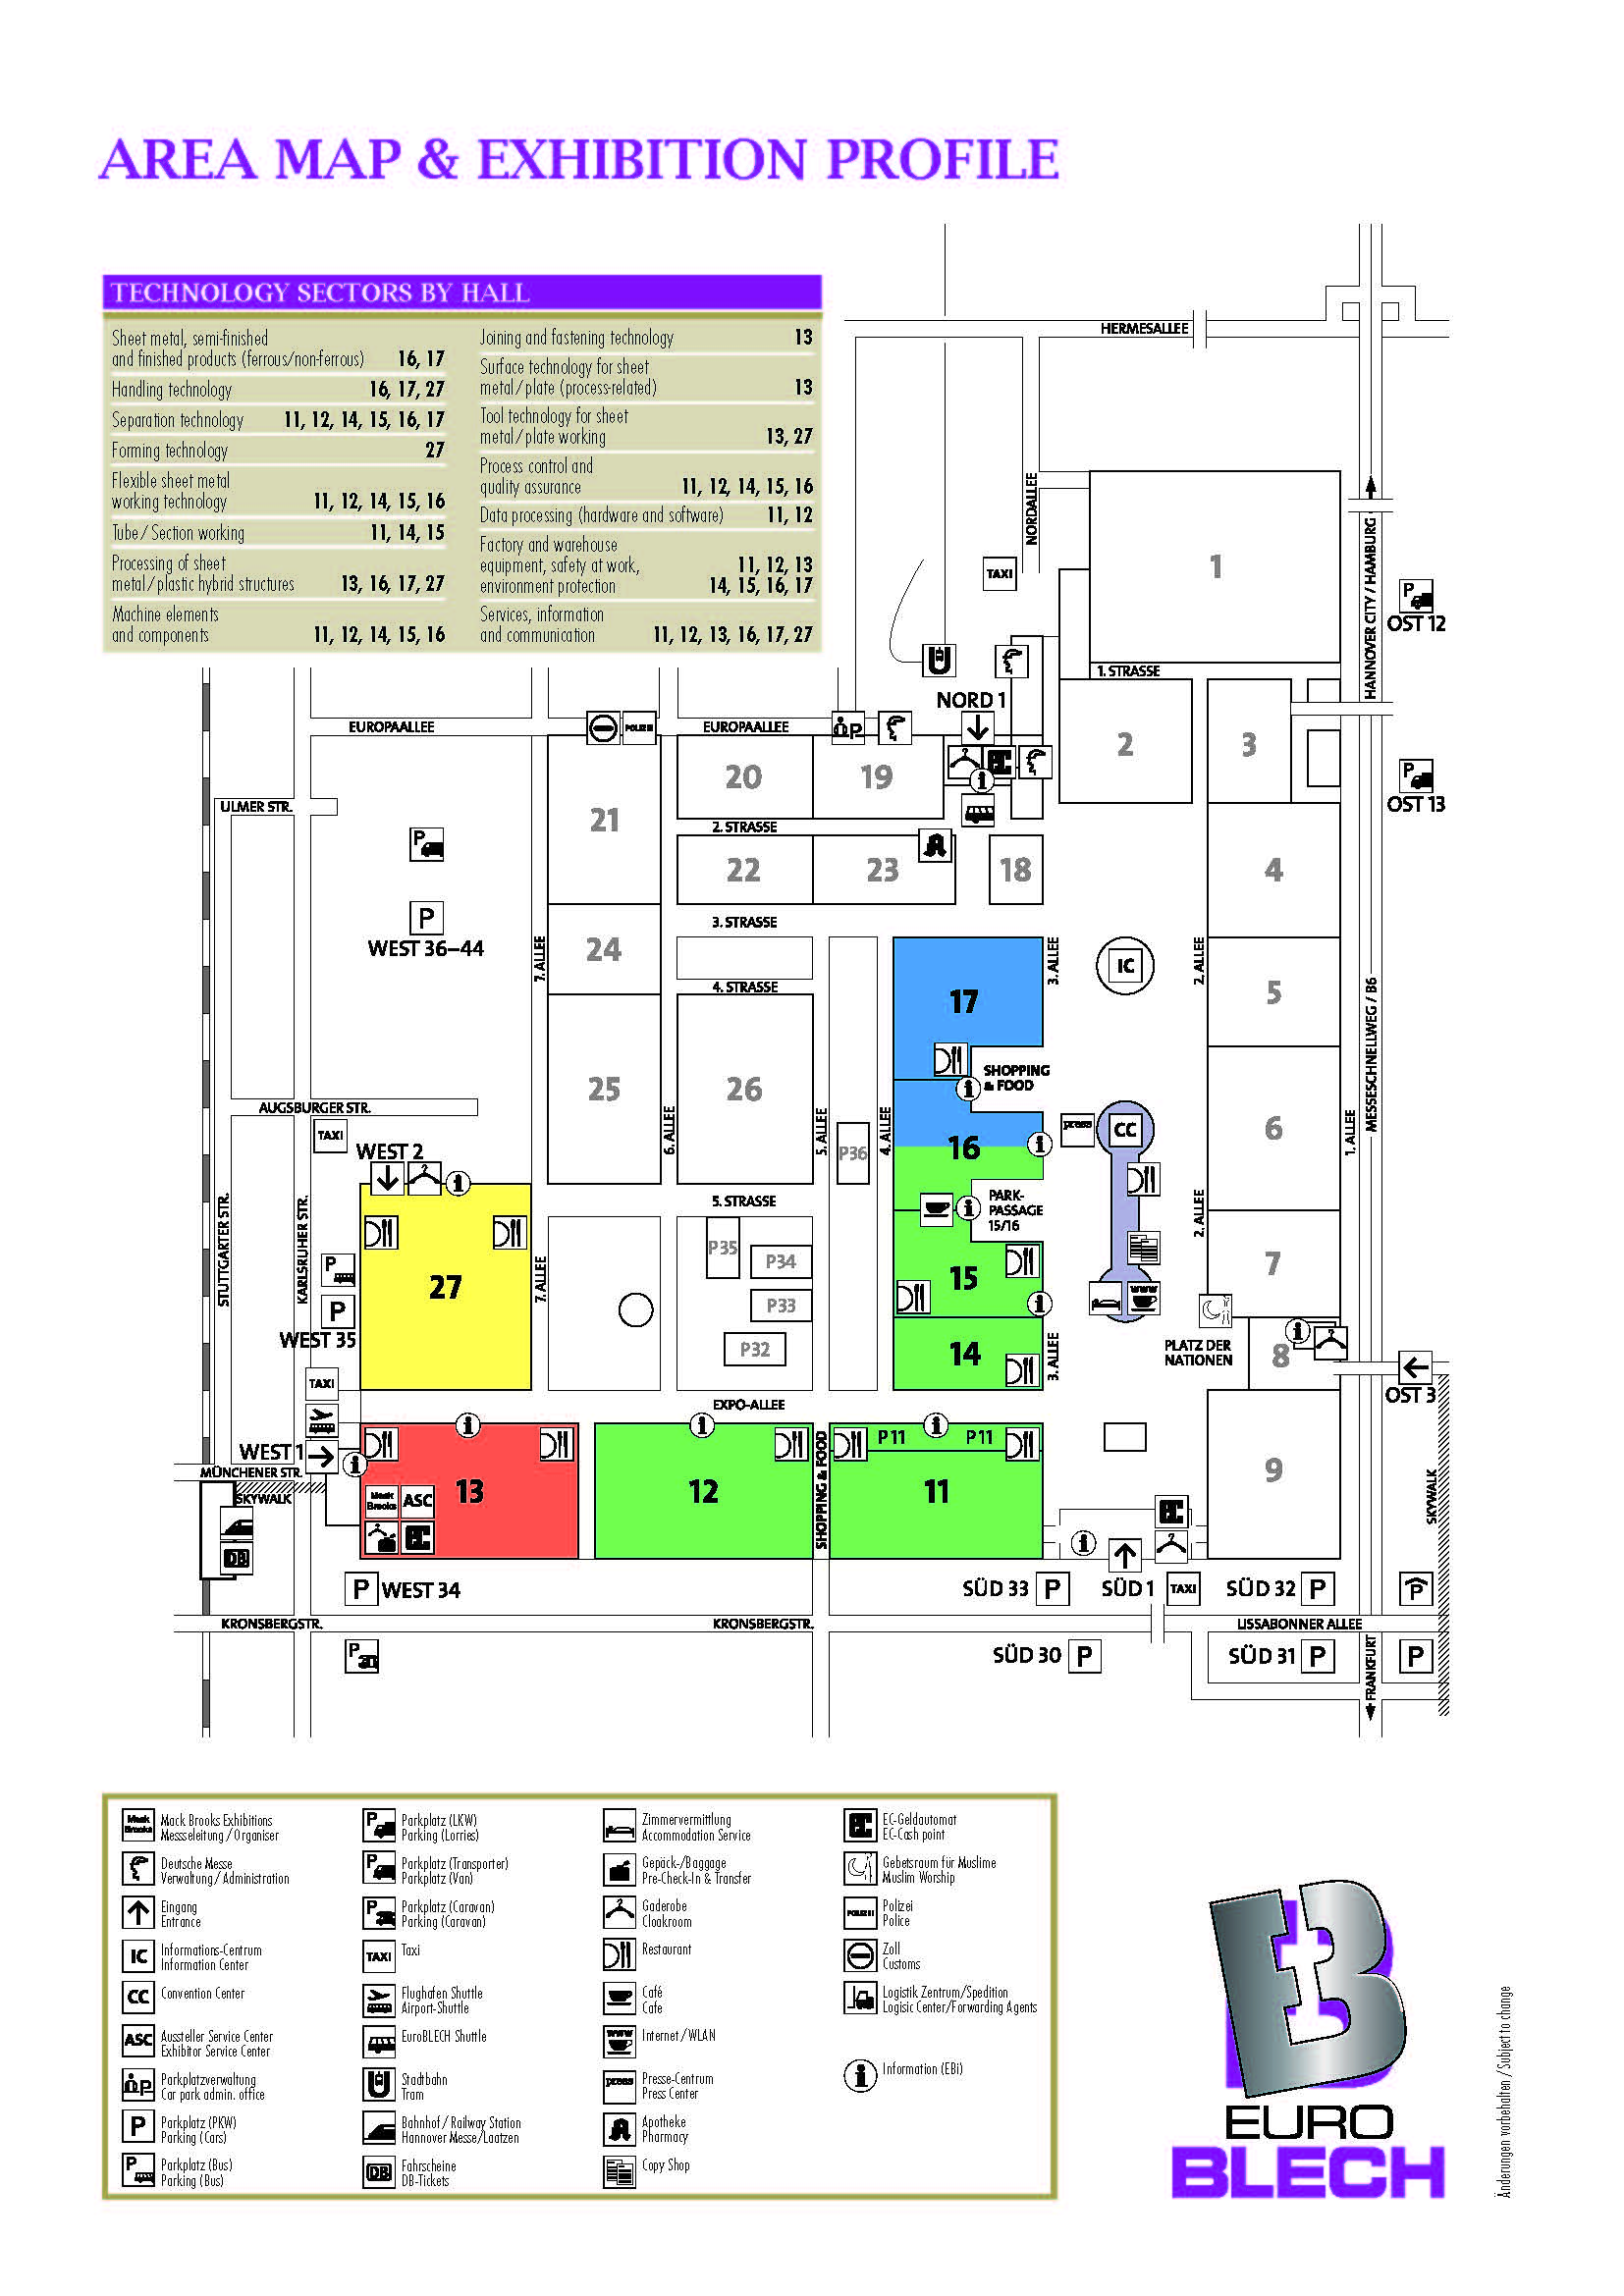 AREA MAP & EXHIBITION PROFILE
TECHNOLOGY SECTORS BY HALL
Sheet metal, semi-finished
and finished products (ferrous/non-ferrous) 16, 17
Handling technology 16, 17, 27
Separation technology 11, 12, 14, 15, 16, 17
Forming technology 27
Flexible sheet metal
working technology 11, 12, 14, 15, 16
Tube/Section working 11, 14, 15
Processing of sheet
metal/plastic hybrid structures 13, 16, 17, 27
Machine elements
and components 11, 12, 14, 15, 16
Joining and fastening technology 13
Surface technology for sheet
metal/plate (process-related) 13
Tool technology for sheet
metal/plate working 13, 27
Process control and
quality assurance 11, 12, 14, 15, 16
Data processing (hardware and software) 11, 12
Factory and warehouse
equipment, safety at work, 11, 12, 13
environment protection 14, 15, 16, 17
Services, information
and communication 11, 12, 13, 16, 17, 27
HERMESALLEE
NORDALLEE
HANNOVER CITY / HAMBURG
TAXI
1
P
OST 12
1. STRASSE
NORD 1
EUROPAALLEE
POLIZEI
EUROPAALLEE
P
EC
2
3
P
OST 13
ULMER STR.
20
19
21
2. STRASSE
P
22
23
18
4
P
WEST 36–44
3. STRASSE
24
7. ALLEE
3. ALLEE
IC
2. ALLEE
4. STRASSE
17
5
MESSESCHNELLWEG / B6
SHOPPING
& FOOD
25
26
AUGSBURGER STR.
TAXI
6. ALLEE
5. ALLEE
P36
4. ALLEE
16
press
CC
6
1. ALLEE
WEST 2
STUTTGARTER STR.
KARLSRUHER STR.
5. STRASSE
PARK-
PASSAGE
15/16
2. ALLEE
P35
P34
P33
P32
7
P
27
7. ALLEE
15
www
P
WEST 35
PLATZ DER
NATIONEN
14
3. ALLEE
8
OST 3
TAXI
EXPO-ALLEE
WEST 1
MÜNCHENER STR.
SKYWALK
DB
Mack
Brooks
ASC
EC
13
12
SHOPPING & FOOD
P11
P11
11
9
EC
SKYWALK
P WEST 34
SÜD 33 P
SÜD 1 TAXI
SÜD 32 P
P
KRONSBERGSTR.
KRONSBERGSTR.
LISSABONNER ALLEE
P
SÜD 30 P
SÜD 31 P
P
FRANKFURT
Mack
Brooks
Mack Brooks Exhibitions
Messeleitung/Organiser
Deutsche Messe
Verwaltung/Administration
Eingang
Entrance
IC
Informations-Centrum
Information Center
CC
Convention Center
ASC
Aussteller Service Center
Exhibitor Service Center
P
Parkplatzverwaltung
Car park admin. office
P
Parkplatz (PKW)
Parking (Cars)
P
Parkplatz (Bus)
Parking (Bus)
P
Parkplatz (LKW)
Parking (Lorries)
P
Parkplatz (Transporter)
Parkplatz (Van)
P
Parkplatz (Caravan)
Parking (Caravan)
TAXI
Taxi
Flughafen Shuttle
Airport-Shuttle
EuroBLECH Shuttle
Stadtbahn
Tram
Bahnhof/Railway Station
Hannover Messe/Laatzen
DB
Fahrscheine
DB-Tickets
Zimmervermittlung
Accommodation Service
Gepäck-/Baggage
Pre-Check-In & Transfer
Gaderobe
Cloakroom
Restaurant
Café
Cafe
www
Internet/WLAN
press
Presse-Centrum
Press Center
Apotheke
Pharmacy
Copy Shop
EC
EC-Geldautomat
EC-Cash point
Gebetsraum für Muslime
Muslim Worship
POLIZEI
Polizei
Police
Zoll
Customs
Logistik Zentrum/Spedition
Logisic Center/Forwarding Agents
i
Information (EBi)
EB
EURO
BLECH
Änderungen vorbehalten / Subject to change